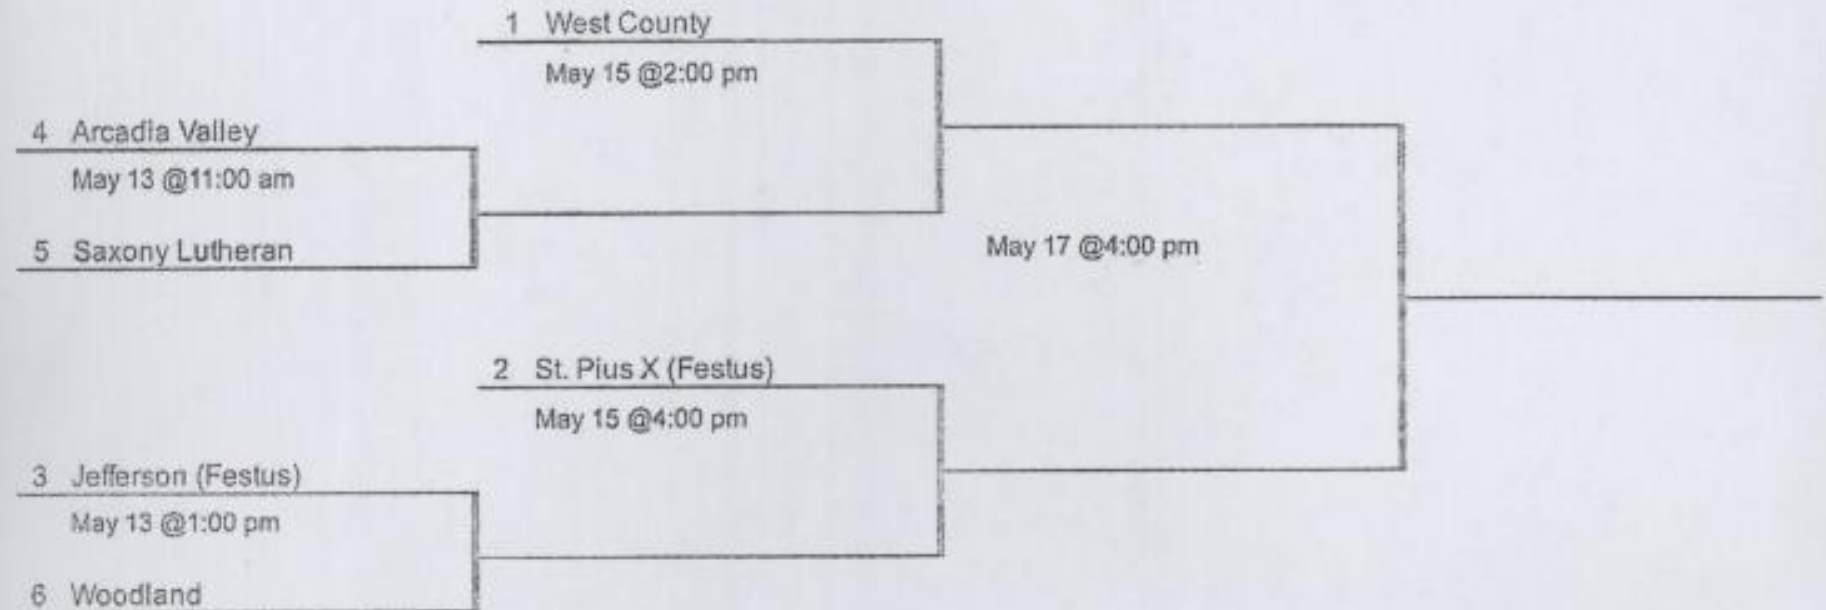 1 West County
May 15 @2:00 pm
4 Arcadia Valley
May 13 @11:00 am
5 Saxony Lutheran
May 17 @4:00 pm
2 St. Pius X (Festus)
May 15 @4:00 pm
3 Jefferson (Festus)
May 13 @1:00 pm
6 Woodland